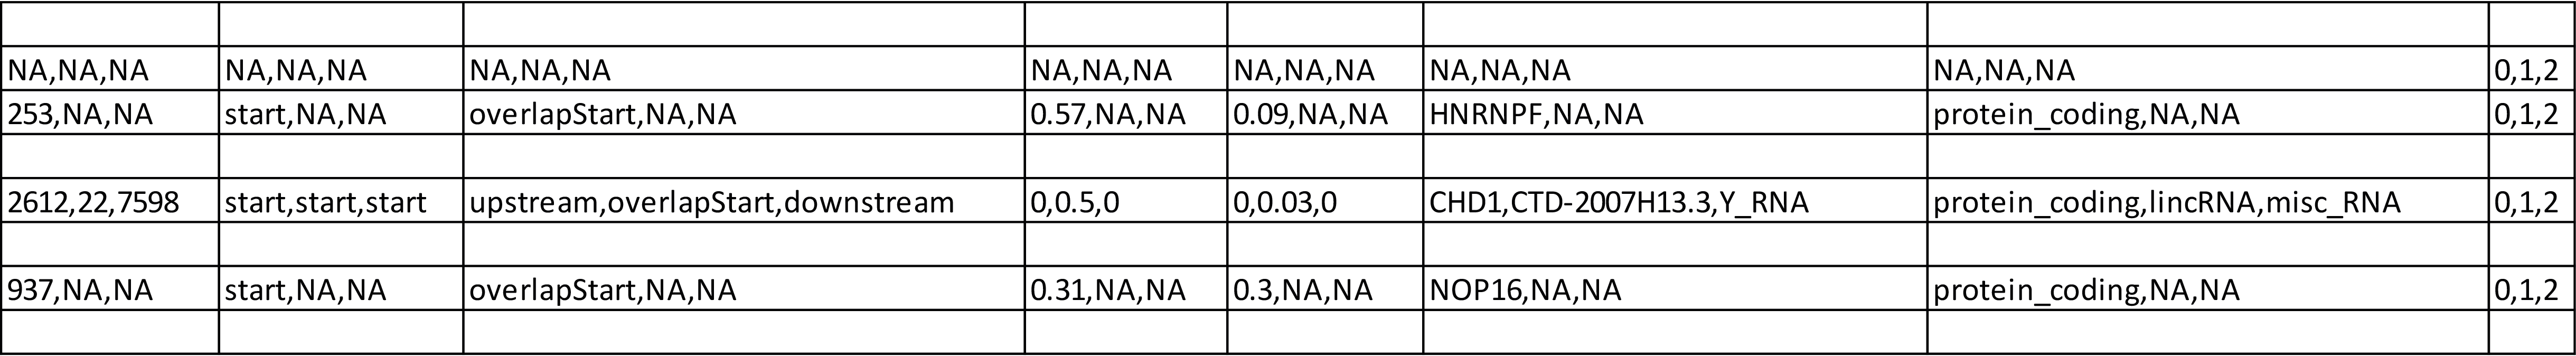 NA,NA,NA NA,NA,NA NA,NA,NA NA,NA,NA NA,NA,NA NA,NA,NA NA,NA,NA 0,1,2
253,NA,NA start,NA,NA overlapStart,NA,NA 0.57,NA,NA 0.09,NA,NA HNRNPF,NA,NA protein_coding,NA,NA 0,1,2
2612,22,7598 start,start,start upstream,overlapStart,downstream 0,0.5,0 0,0.03,0 CHD1,CTD-2007H13.3,Y_RNA protein_coding,lincRNA,misc_RNA 0,1,2
937,NA,NA start,NA,NA overlapStart,NA,NA 0.31,NA,NA 0.3,NA,NA NOP16,NA,NA protein_coding,NA,NA 0,1,2